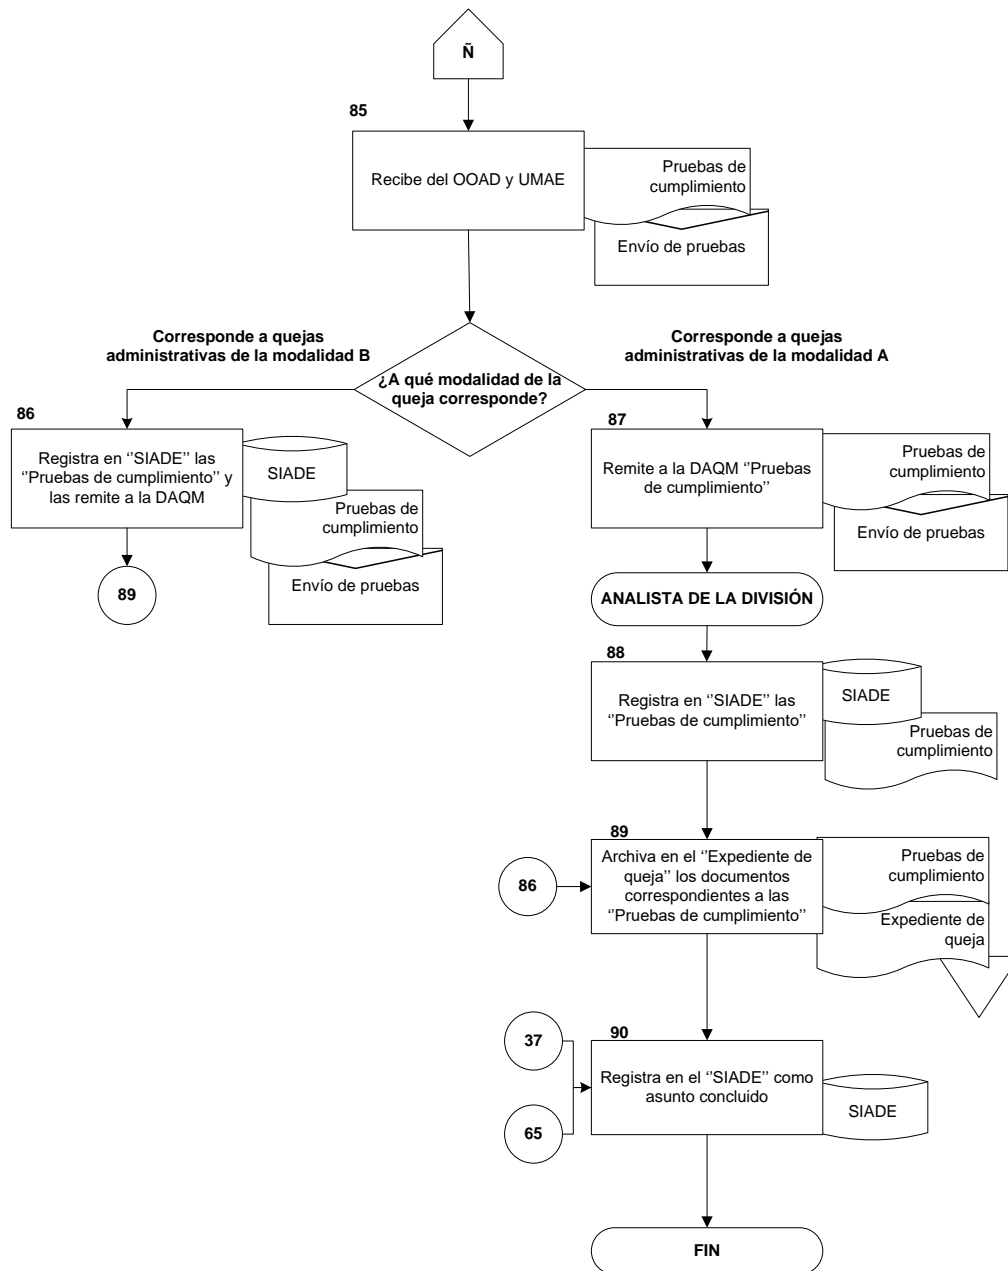 Ñ
85
Recibe del OOAD y UMAE
Pruebas de
cumplimiento
Envío de pruebas
Corresponde a quejas
administrativas de la modalidad B
Corresponde a quejas
administrativas de la modalidad A
¿A qué modalidad de la
queja corresponde?
86
Registra en ‘’SIADE’’ las
‘’Pruebas de cumplimiento’’ y
las remite a la DAQM
SIADE
Pruebas de
cumplimiento
Envío de pruebas
89
87
Remite a la DAQM ‘’Pruebas
de cumplimiento’’
Pruebas de
cumplimiento
Envío de pruebas
ANALISTA DE LA DIVISIÓN
88
Registra en ‘’SIADE’’ las
‘’Pruebas de cumplimiento’’
SIADE
Pruebas de
cumplimiento
89
86
Archiva en el ‘’Expediente de
queja’’ los documentos
correspondientes a las
‘’Pruebas de cumplimiento’’
Pruebas de
cumplimiento
Expediente de
queja
37
65
90
Registra en el ‘’SIADE’’ como
asunto concluido
SIADE
FIN